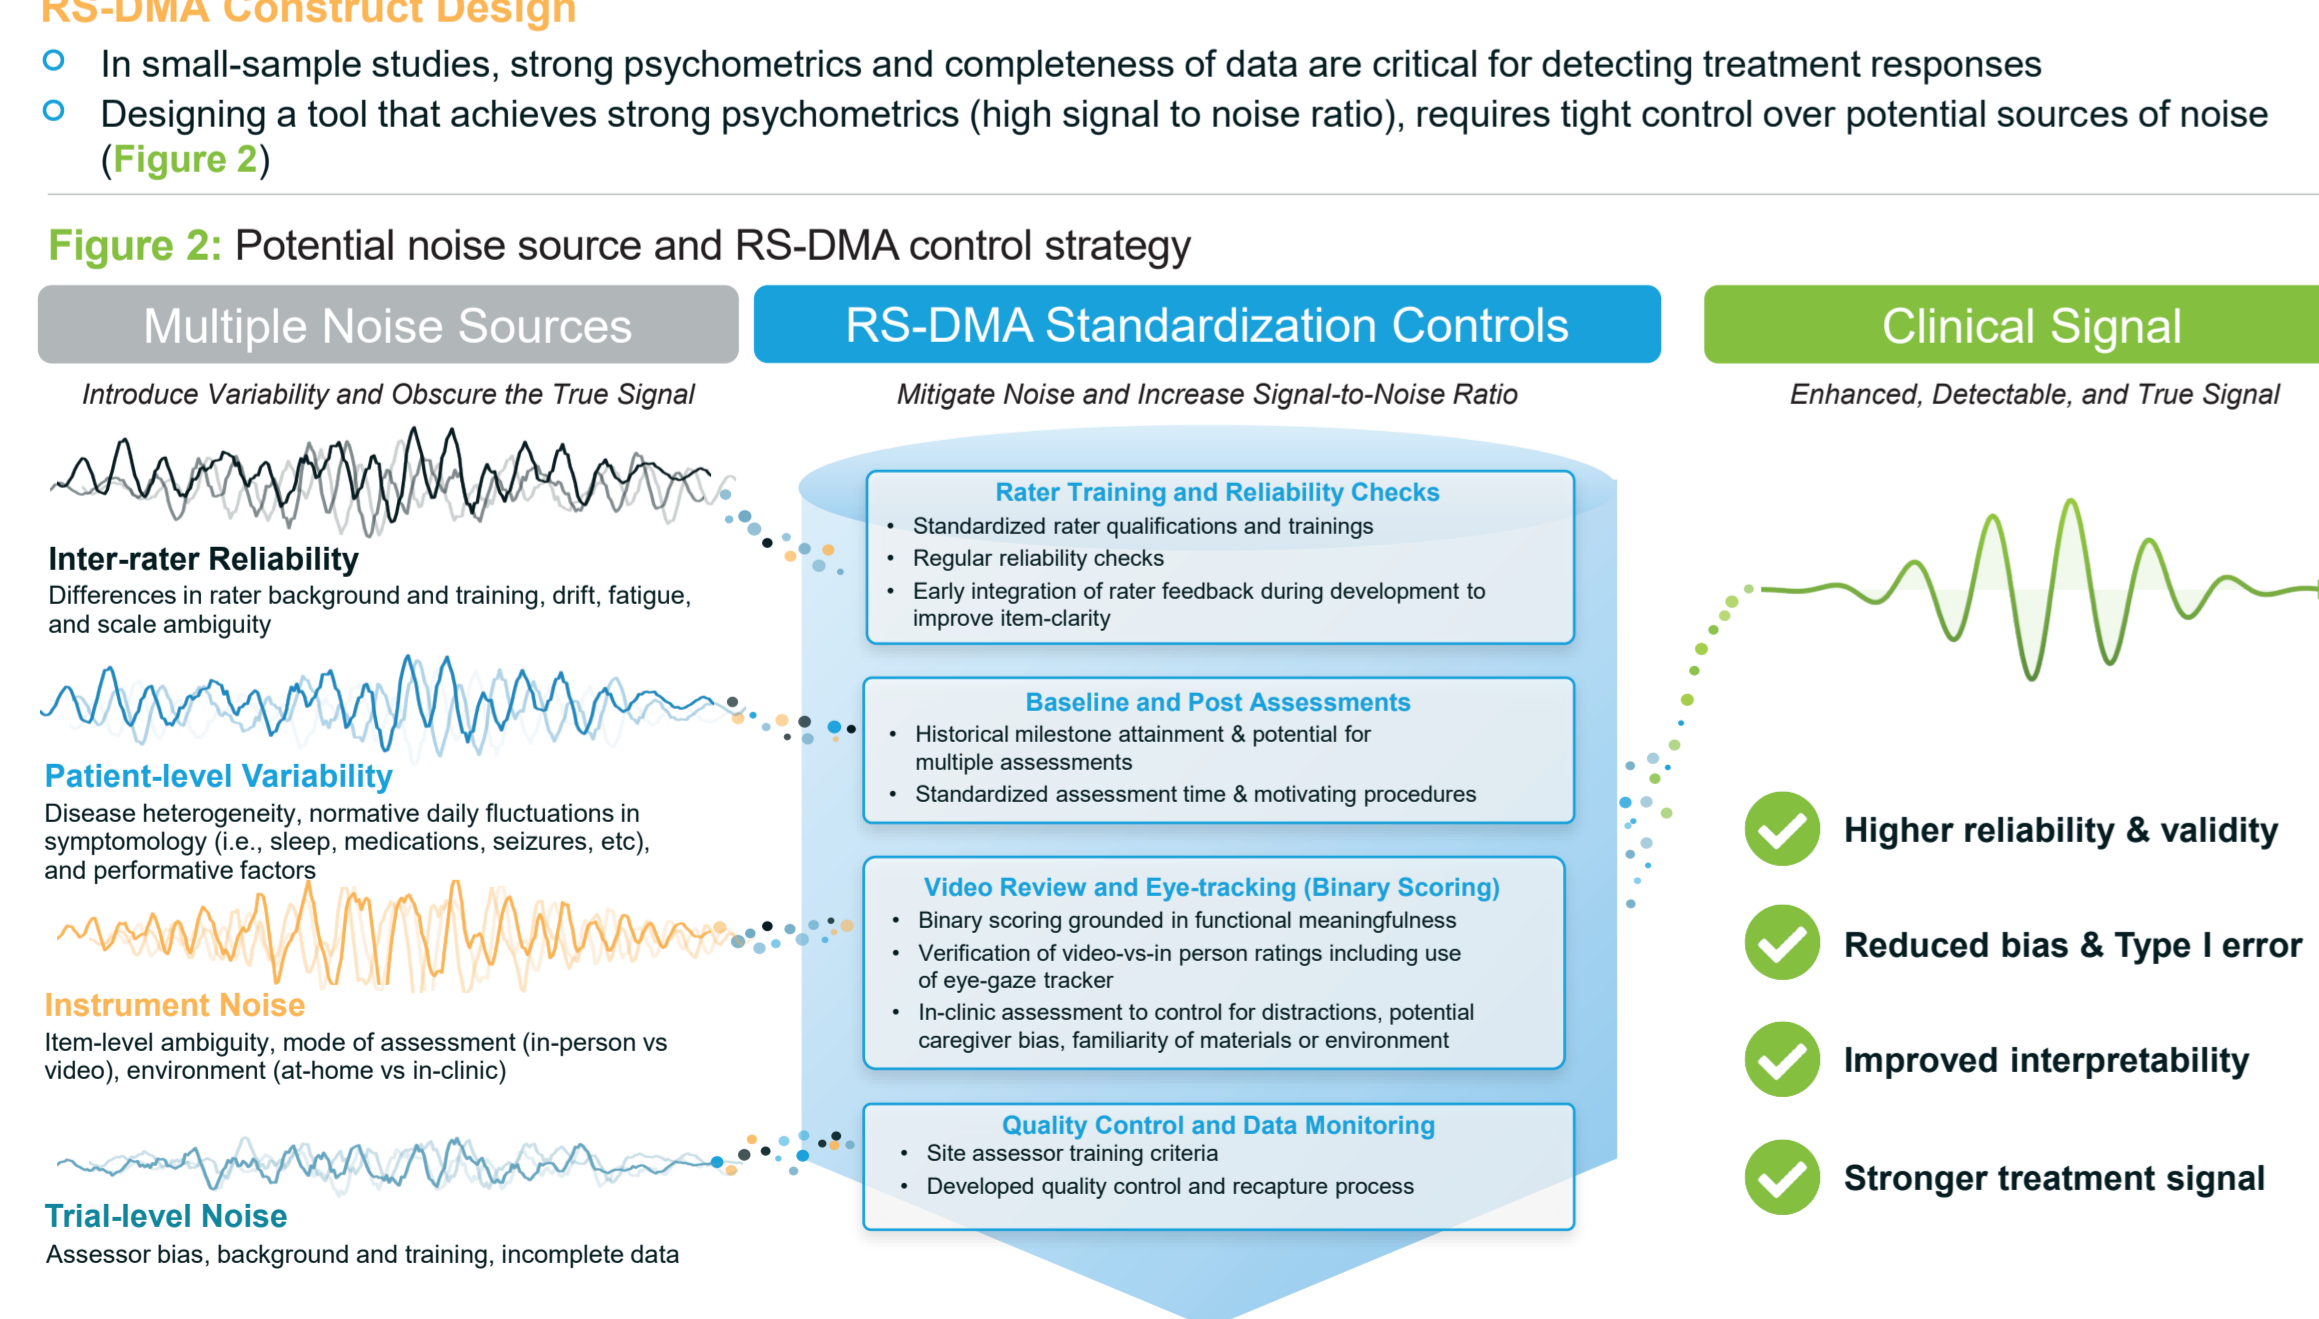 RS-DMA Construct Design
In small-sample studies, strong psychometrics and completeness of data are critical for detecting treatment responses
Designing a tool that achieves strong psychometrics (high signal to noise ratio), requires tight control over potential sources of noise
(Figure 2)
Figure 2: Potential noise source and RS-DMA control strategy
Multiple Noise Sources
Introduce Variability and Obscure the True Signal
Inter-rater Reliability
Differences in rater background and training, drift, fatigue,
and scale ambiguity
Patient-level Variability
Disease heterogeneity, normative daily fluctuations in
symptomology (i.e., sleep, medications, seizures, etc),
and performative factors
Instrument Noise
Item-level ambiguity, mode of assessment (in-person vs
video), environment (at-home vs in-clinic)
Trial-level Noise
Assessor bias, background and training, incomplete data
RS-DMA Standardization Controls
Mitigate Noise and Increase Signal-to-Noise Ratio
Rater Training and Reliability Checks
• Standardized rater qualifications and trainings
• Regular reliability checks
• Early integration of rater feedback during development to
improve item-clarity
Baseline and Post Assessments
• Historical milestone attainment & potential for
multiple assessments
• Standardized assessment time & motivating procedures
Video Review and Eye-tracking (Binary Scoring)
• Binary scoring grounded in functional meaningfulness
• Verification of video-vs-in person ratings including use
of eye-gaze tracker
• In-clinic assessment to control for distractions, potential
caregiver bias, familiarity of materials or environment
Quality Control and Data Monitoring
• Site assessor training criteria
• Developed quality control and recapture process
Clinical Signal
Enhanced, Detectable, and True Signal
Higher reliability & validity
Reduced bias & Type I error
Improved interpretability
Stronger treatment signal